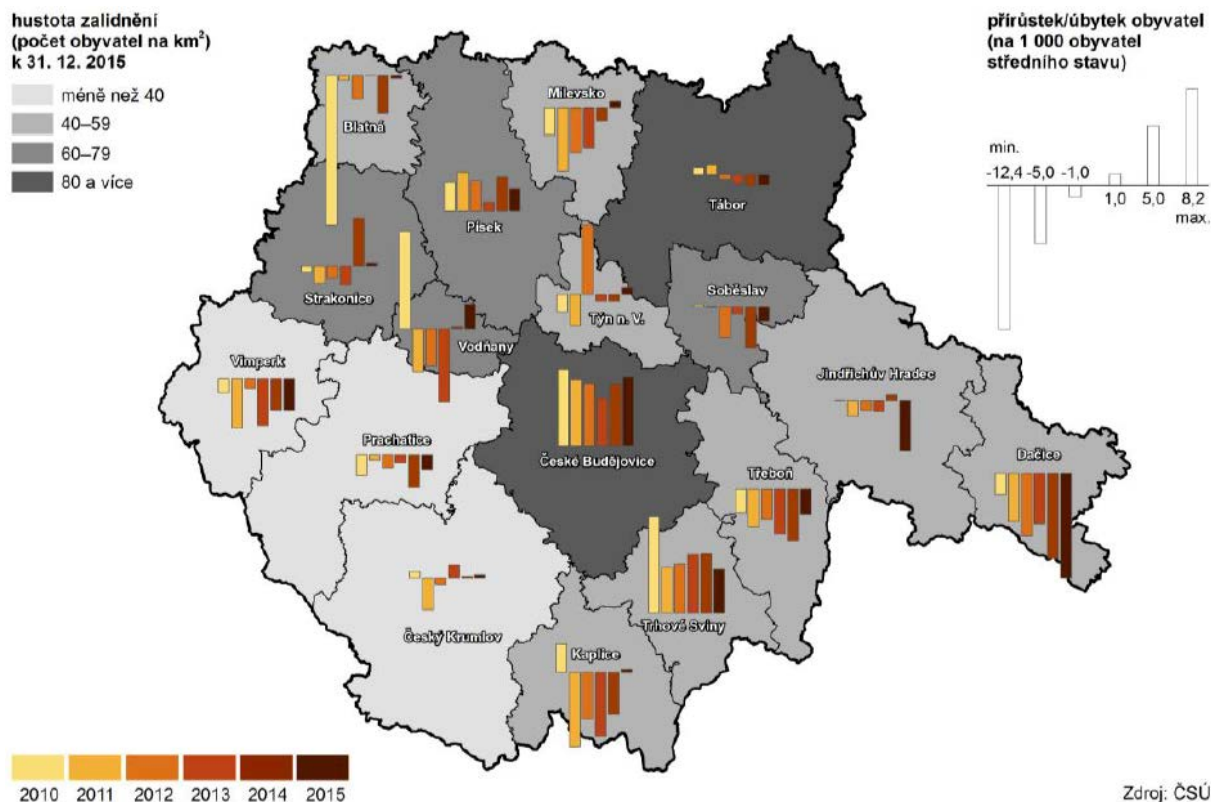 hustota zalidnění
(počet obyvatel na km²)
k 31. 12. 2015
méně než 40
40–59
60–79
80 a více
přírůstek/úbytek obyvatel
(na 1 000 obyvatel
středního stavu)
min.
-12,4 -5,0 -1,0
1,0 5,0 8,2
max.
Blatná
Milevsko
Písek
Tábor
Strakonice
Vodňany
Týn n. V.
Soběslav
Vimperk
Jindřichův Hradec
Prachatice
České Budějovice
Třeboň
Dačice
Český Krumlov
Trhové Sviny
Kaplice
2010 2011 2012 2013 2014 2015
Zdroj: ČSÚ